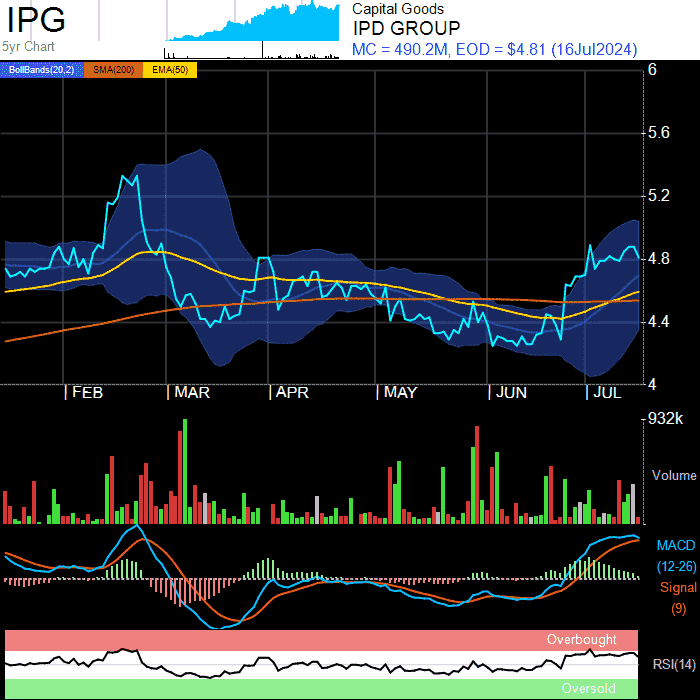 IPG
5yr Chart
Capital Goods
IPD GROUP
MC = 490.2M, EOD = $4.81 (16Jul2024)
BollBands(20,2) SMA(200) EMA(50)
6
5.6
5.2
4.8
4.4
4
FEB MAR APR MAY JUN JUL
932k
Volume
MACD
(12-26)
Signal
(9)
Overbought
RSI(14)
Oversold